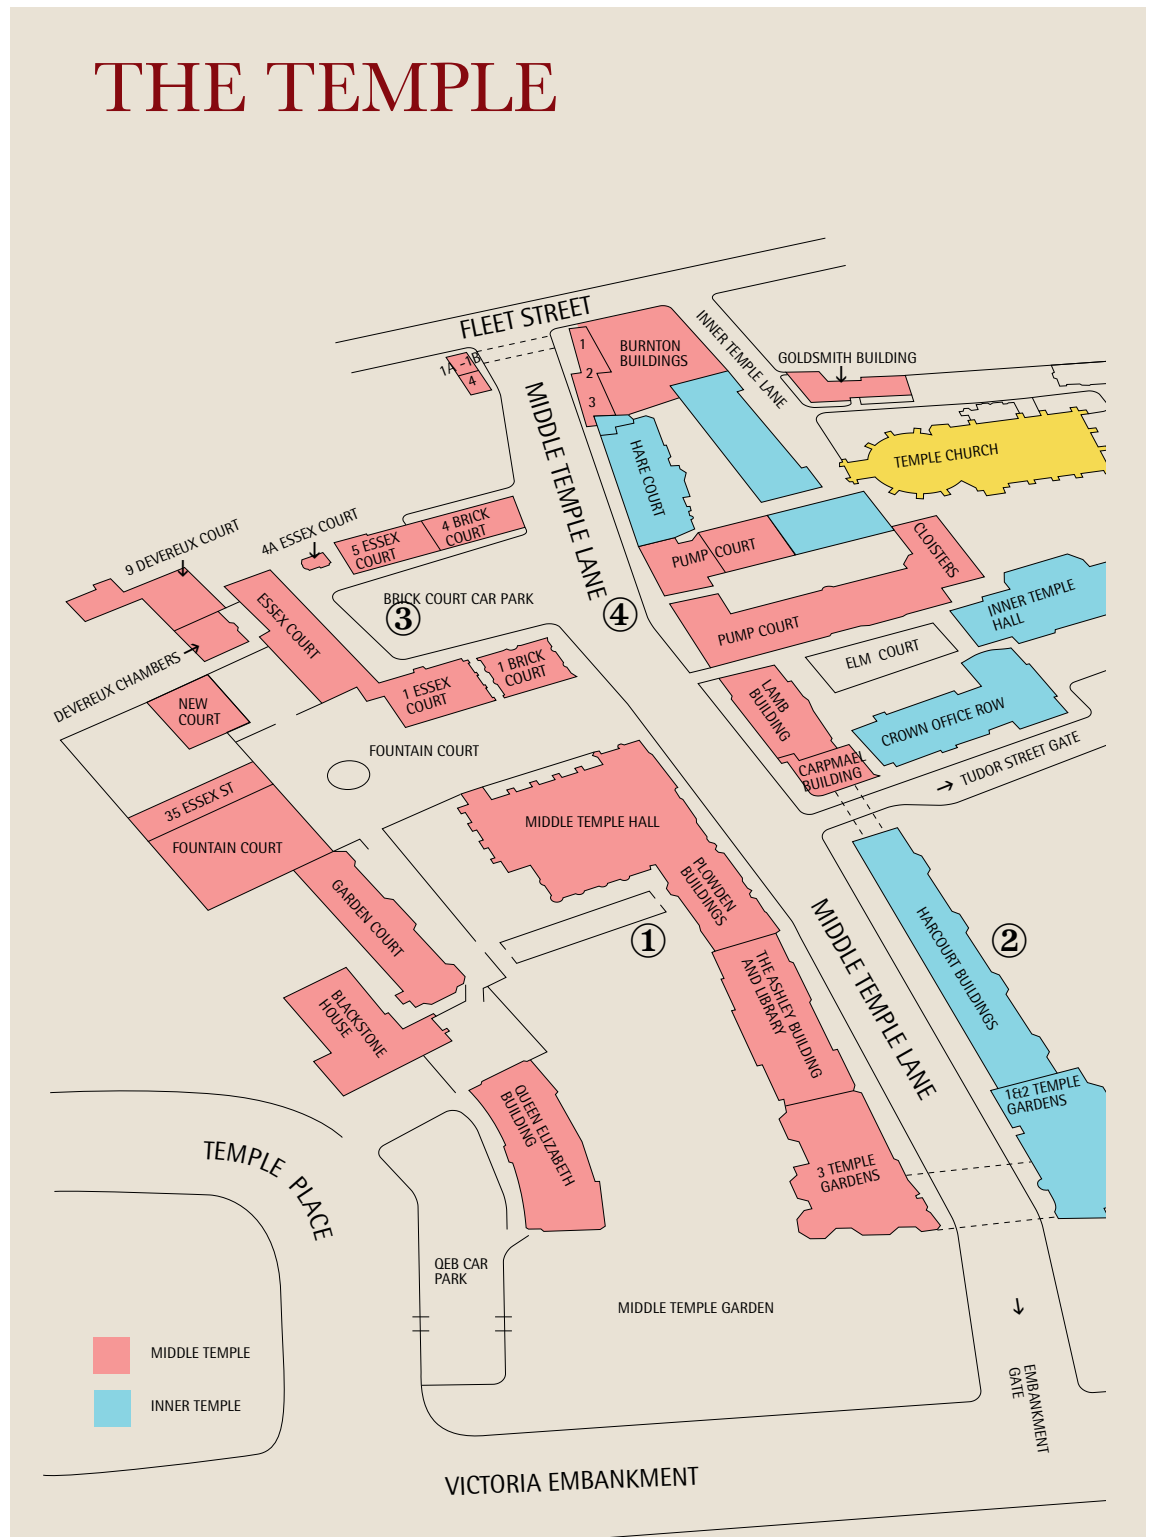 THE TEMPLE
FLEET STREET
1A -1B
4
1
2
3
BURNTON
BUILDINGS
INNER TEMPLE LANE
GOLDSMITH BUILDING
MIDDLE TEMPLE LANE
HARE COURT
TEMPLE CHURCH
9 DEVEREUX COURT
4A ESSEX COURT
5 ESSEX
COURT
4 BRICK
COURT
PUMP COURT
CLOISTERS
ESSEX COURT
BRICK COURT CAR PARK
③
④
PUMP COURT
INNER TEMPLE
HALL
ELM COURT
DEVEREUX CHAMBERS
NEW
COURT
1 ESSEX
COURT
1 BRICK
COURT
LAMB
BUILDING
CROWN OFFICE ROW
CARPMAEL
BUILDING
TUDOR STREET GATE
FOUNTAIN COURT
35 ESSEX ST
FOUNTAIN COURT
MIDDLE TEMPLE HALL
GARDEN COURT
PLOWDEN
BUILDINGS
①
MIDDLE TEMPLE LANE
HARCOURT BUILDINGS
②
THE ASHLEY BUILDING
AND LIBRARY
BLACKSTONE
HOUSE
QUEEN ELIZABETH
BUILDING
1&2 TEMPLE
GARDENS
3 TEMPLE
GARDENS
TEMPLE PLACE
QEB CAR
PARK
MIDDLE TEMPLE GARDEN
EMBANKMENT
GATE
MIDDLE TEMPLE
INNER TEMPLE
VICTORIA EMBANKMENT